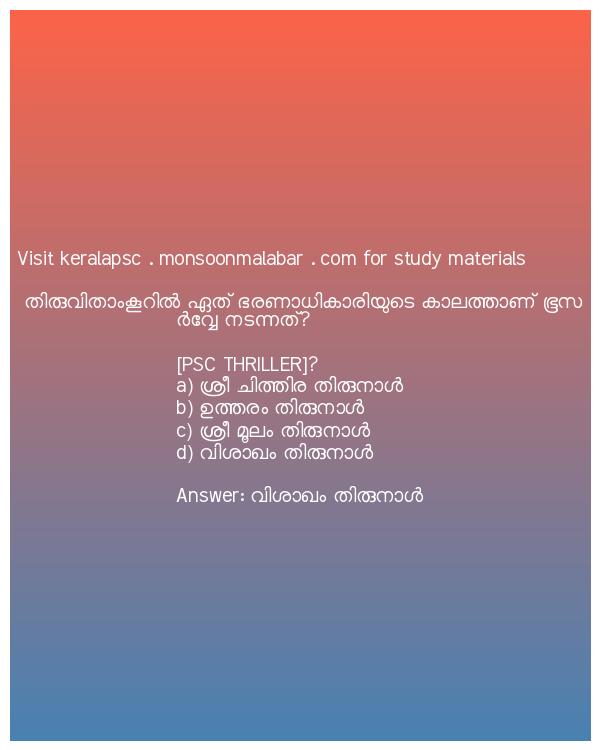 Visit keralapsc . monsoonmalabar . com for study materials
തിരുവിതാംകൂറിൽ ഏത് ഭരണാധികാരിയുടെ കാലത്താണ് ഭൂസ
ർവ്വേ നടന്നത്?
[PSC THRILLER]?
a) ശ്രീ ചിത്തിര തിരുനാൾ
b) ഉത്തരം തിരുനാൾ
c) ശ്രീ മൂലം തിരുനാൾ
d) വിശാഖം തിരുനാൾ
Answer: വിശാഖം തിരുനാൾ